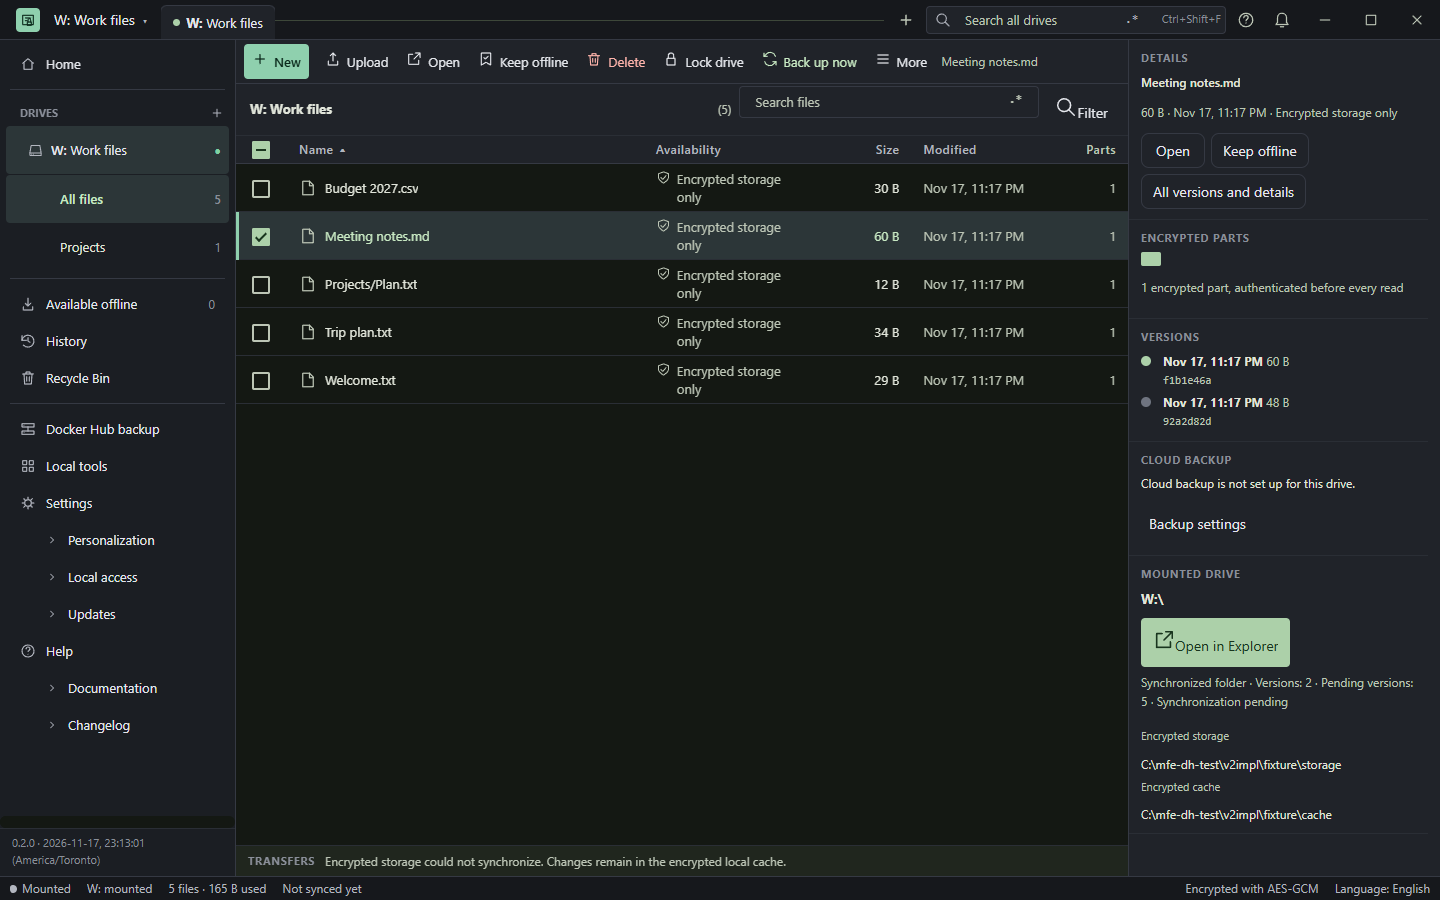 W: Work files
W: Work files
Search all drives
.*
Ctrl+Shift+F
Home
DRIVES
W: Work files
All files 5
Projects 1
Available offline 0
History
Recycle Bin
Docker Hub backup
Local tools
Settings
Personalization
Local access
Updates
Help
Documentation
Changelog
0.2.0 · 2026-11-17, 23:13:01
(America/Toronto)
New
Upload
Open
Keep offline
Delete
Lock drive
Back up now
More
Meeting notes.md
W: Work files
(5)
Search files
.*
Filter
Name Availability Size Modified Parts
Budget 2027.csv Encrypted storage only 30 B Nov 17, 11:17 PM 1
Meeting notes.md Encrypted storage only 60 B Nov 17, 11:17 PM 1
Projects/Plan.txt Encrypted storage only 12 B Nov 17, 11:17 PM 1
Trip plan.txt Encrypted storage only 34 B Nov 17, 11:17 PM 1
Welcome.txt Encrypted storage only 29 B Nov 17, 11:17 PM 1
TRANSFERS Encrypted storage could not synchronize. Changes remain in the encrypted local cache.
DETAILS
Meeting notes.md
60 B · Nov 17, 11:17 PM · Encrypted storage only
Open
Keep offline
All versions and details
ENCRYPTED PARTS
1 encrypted part, authenticated before every read
VERSIONS
Nov 17, 11:17 PM 60 B
f1b1e46a
Nov 17, 11:17 PM 48 B
92a2d82d
CLOUD BACKUP
Cloud backup is not set up for this drive.
Backup settings
MOUNTED DRIVE
W:\
Open in Explorer
Synchronized folder · Versions: 2 · Pending versions:
5 · Synchronization pending
Encrypted storage
C:\mfe-dh-test\v2impl\fixture\storage
Encrypted cache
C:\mfe-dh-test\v2impl\fixture\cache
Mounted
W: mounted
5 files · 165 B used
Not synced yet
Encrypted with AES-GCM
Language: English